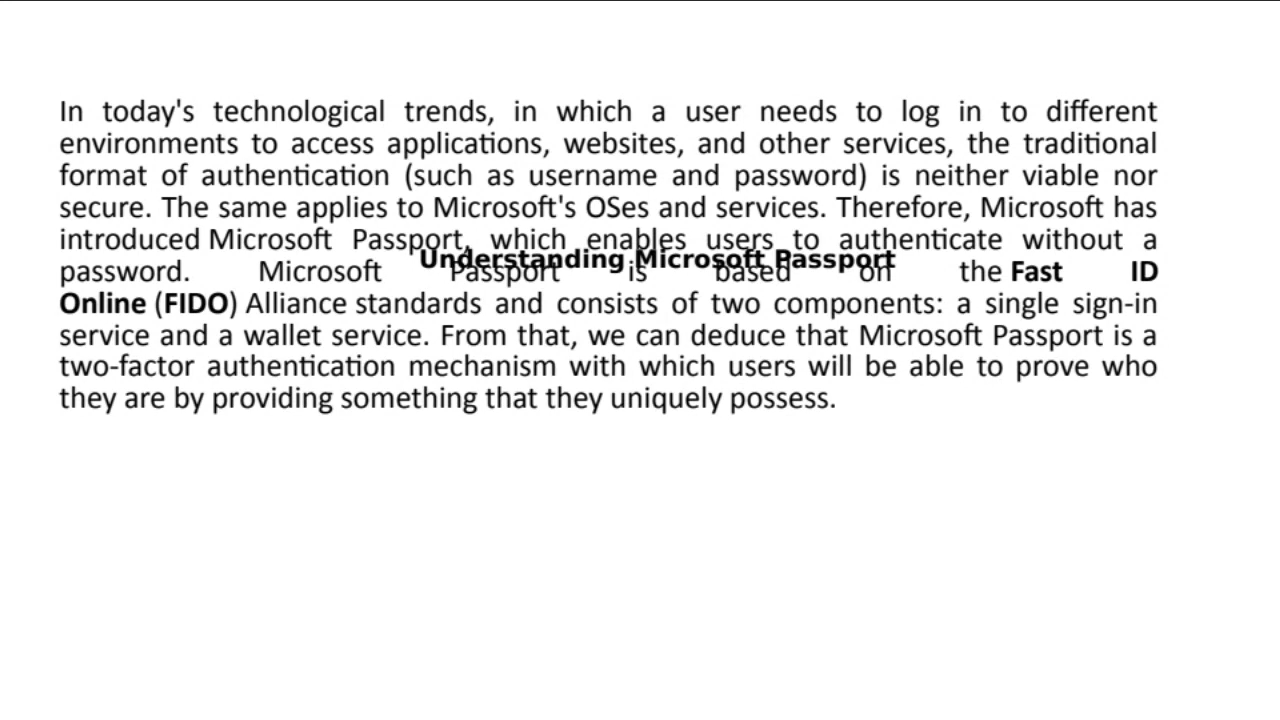 In today's technological trends, in which a user needs to log in to different
environments to access applications, websites, and other services, the traditional
format of authentication (such as username and password) is neither viable nor
secure. The same applies to Microsoft's OSes and services. Therefore, Microsoft has
introduced Microsoft Passport, which enables users to authenticate without a
Understanding Microsoft Passport
password. Microsoft Passport is based on the Fast ID
Online (FIDO) Alliance standards and consists of two components: a single sign-in
service and a wallet service. From that, we can deduce that Microsoft Passport is a
two-factor authentication mechanism with which users will be able to prove who
they are by providing something that they uniquely possess.